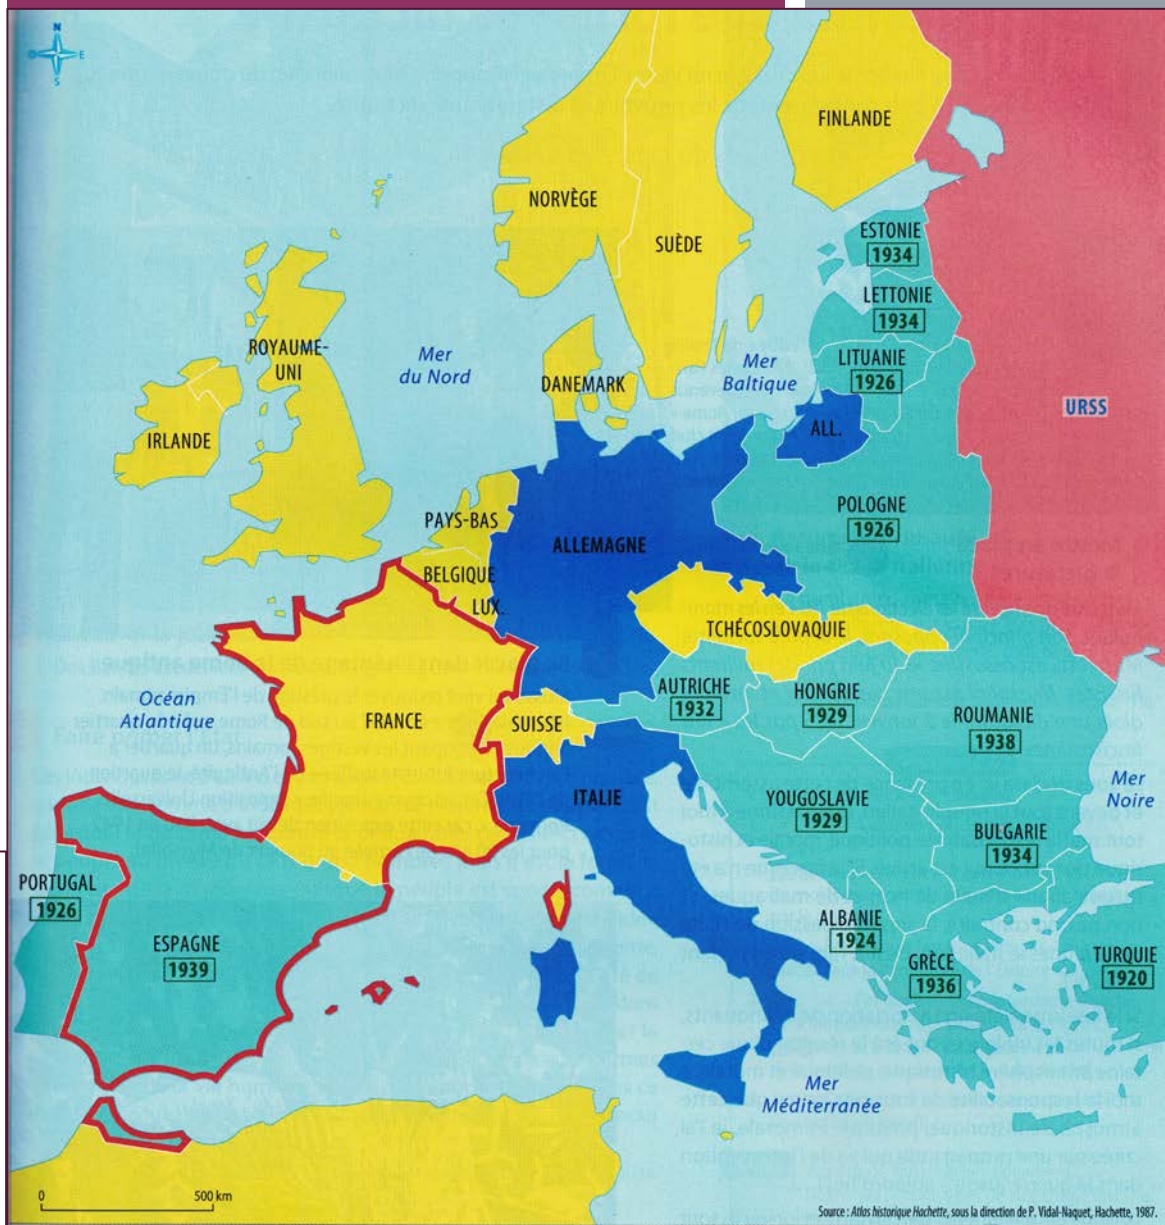 N
O E
S
FINLANDE
NORVÈGE
SUÈDE
ESTONIE
1934
LETTONIE
1934
LITUANIE
1926
ROYAUME-
UNI
Mer
du Nord
DANEMARK
Mer
Baltique
IRLANDE
ALL.
URSS
PAYS-BAS
ALLEMAGNE
POLOGNE
1926
BELGIQUE
LUX.
TCHÉCOSLOVAQUIE
Océan
Atlantique
FRANCE
SUISSE
AUTRICHE
1932
HONGRIE
1929
ROUMANIE
1938
ITALIE
YOUGOSLAVIE
1929
BULGARIE
1934
Mer
Noire
PORTUGAL
1926
ESPAGNE
1939
ALBANIE
1924
GRÈCE
1936
TURQUIE
1920
Mer
Méditerranée
0 500 km
Source : Atlas historique Hachette, sous la direction de P. Vidal-Naquet, Hachette, 1987.